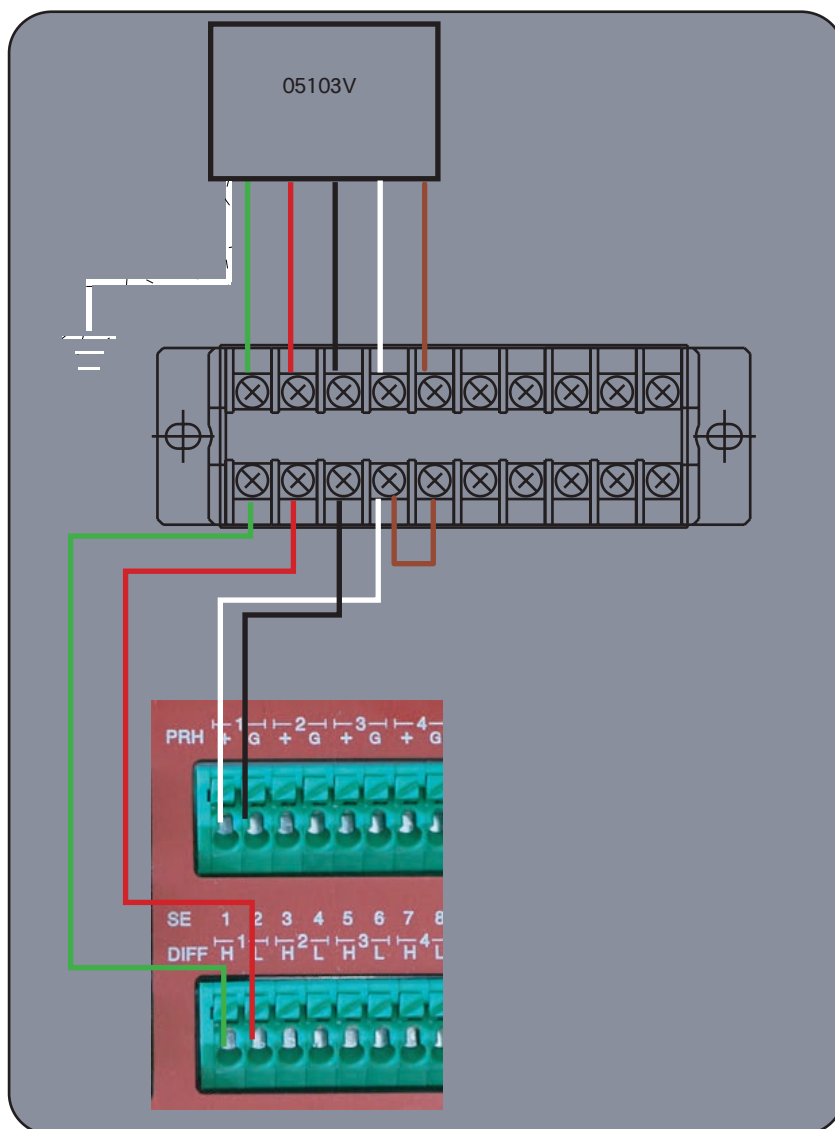 05103V
PRH 1 2 3 4
+ G + G + G + G
SE 1 2 3 4 5 6 7 8
DIFF 1 2 3 4
H L H L H L H L